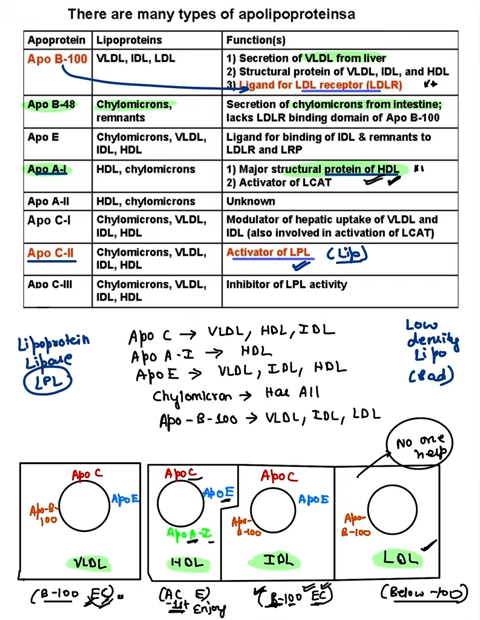 There are many types of apolipoproteinsa
Apoprotein Lipoproteins Function(s)
Apo B-100 VLDL, IDL, LDL 1) Secretion of VLDL from liver
2) Structural protein of VLDL, IDL, and HDL
3) Ligand for LDL receptor (LDLR)
Apo B-48 Chylomicrons, remnants Secretion of chylomicrons from intestine;
lacks LDLR binding domain of Apo B-100
Apo E Chylomicrons, VLDL, IDL, HDL Ligand for binding of IDL & remnants to
LDLR and LRP
Apo A-I HDL, chylomicrons 1) Major structural protein of HDL
2) Activator of LCAT
Apo A-II HDL, chylomicrons Unknown
Apo C-I Chylomicrons, VLDL, IDL, HDL Modulator of hepatic uptake of VLDL and
IDL (also involved in activation of LCAT)
Apo C-II Chylomicrons, VLDL, IDL, HDL Activator of LPL (Lipo)
Apo C-III Chylomicrons, VLDL, IDL, HDL Inhibitor of LPL activity
Lipoprotein
Lipase
LPL
Apo C → VLDL, HDL, IDL
Apo A-I → HDL
Apo E → VLDL, IDL, HDL
Chylomicron → Has All
Apo-B-100 → VLDL, IDL, LDL
Low
density
Lipo
(Bad)
No one
help
Apo C
Apo E
Apo-B-100
VLDL
(B-100 EC)
Apo C
Apo E
Apo A-I
HDL
(AC E)
1st Enjoy
Apo C
Apo E
Apo-B-100
IDL
(B-100 EC)
Apo-B-100
LDL
(Below -100)